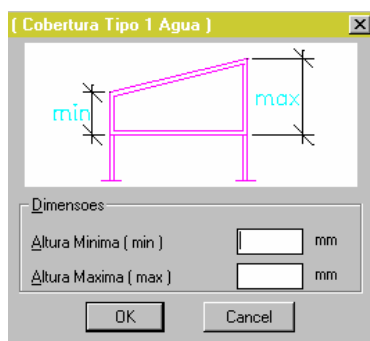 ( Cobertura Tipo 1 Agua )
min
max
Dimensoes
Altura Minima ( min ) mm
Altura Maxima ( max ) mm
OK Cancel